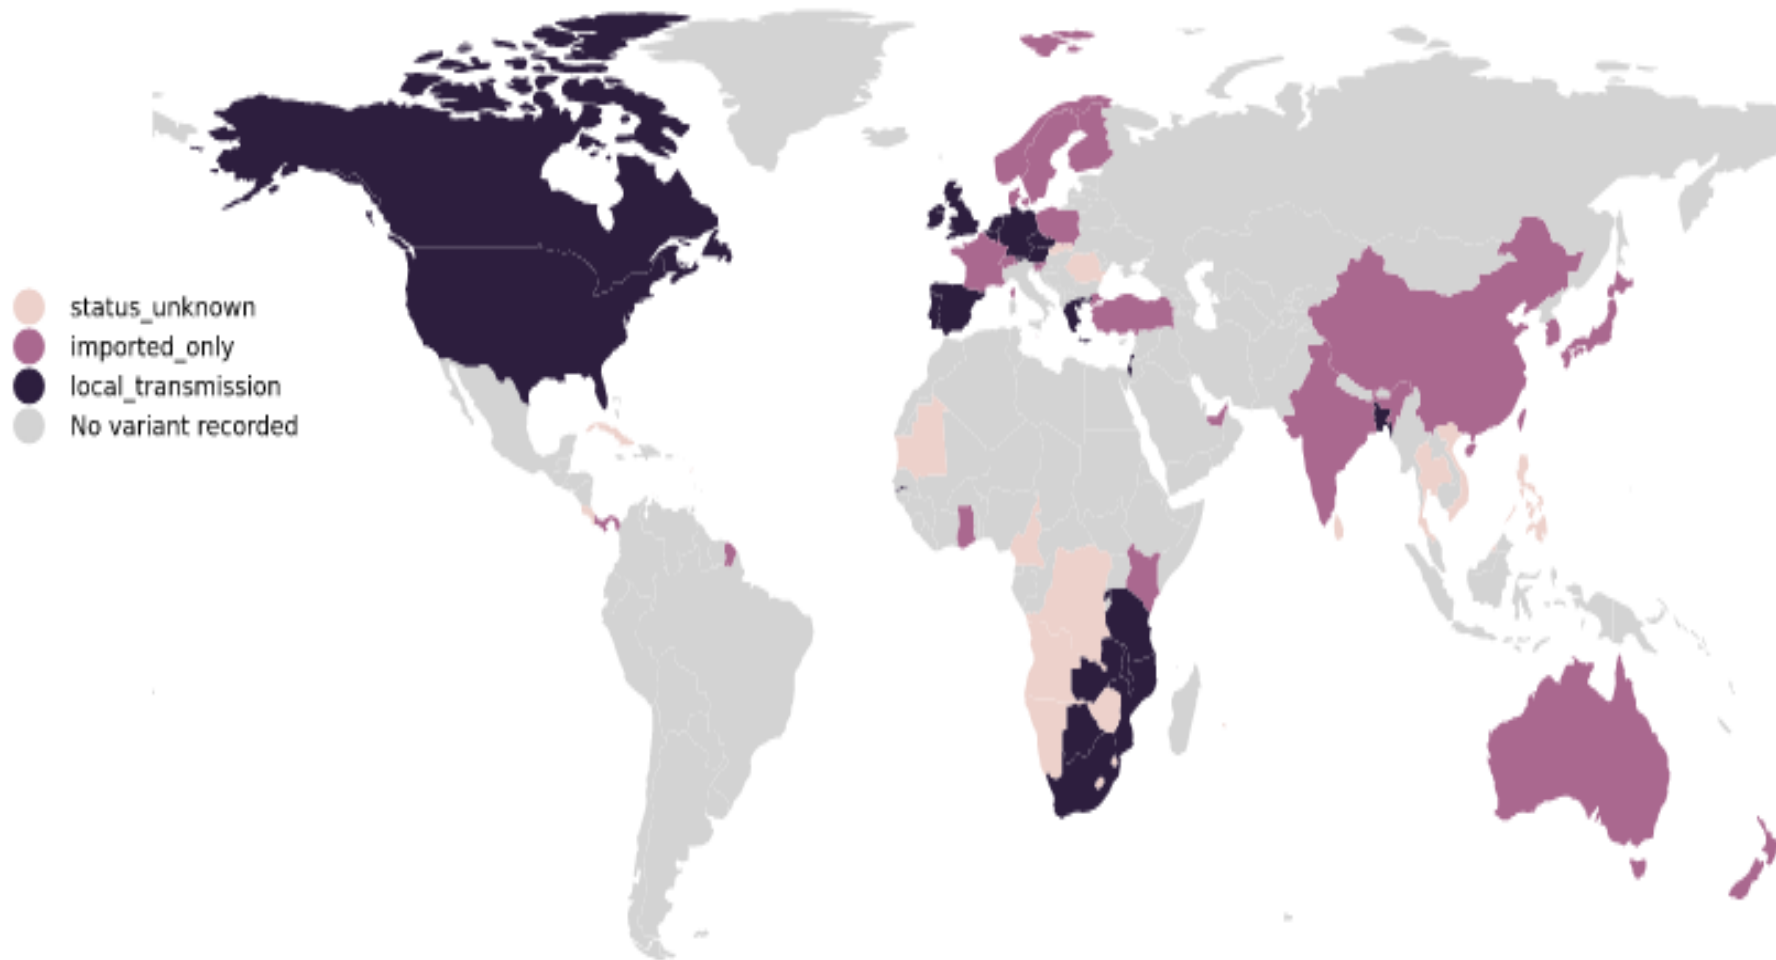 status_unknown
imported_only
local_transmission
No variant recorded